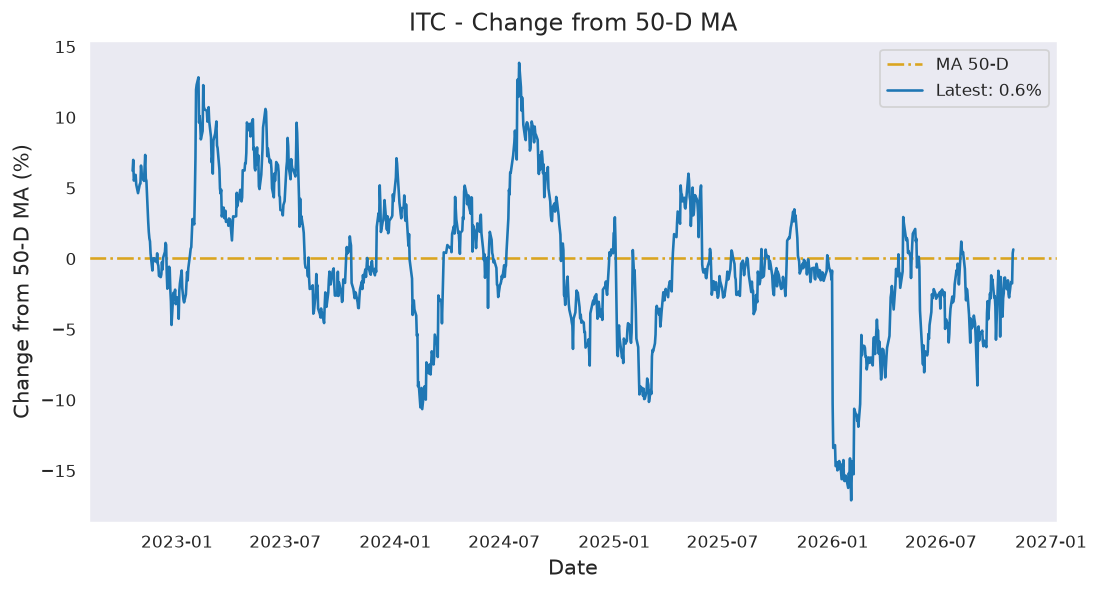 ITC - Change from 50-D MA
MA 50-D
Latest: 0.6%
Change from 50-D MA (%)
15
10
5
0
−5
−10
−15
2023-01 2023-07 2024-01 2024-07 2025-01 2025-07 2026-01 2026-07 2027-01
Date